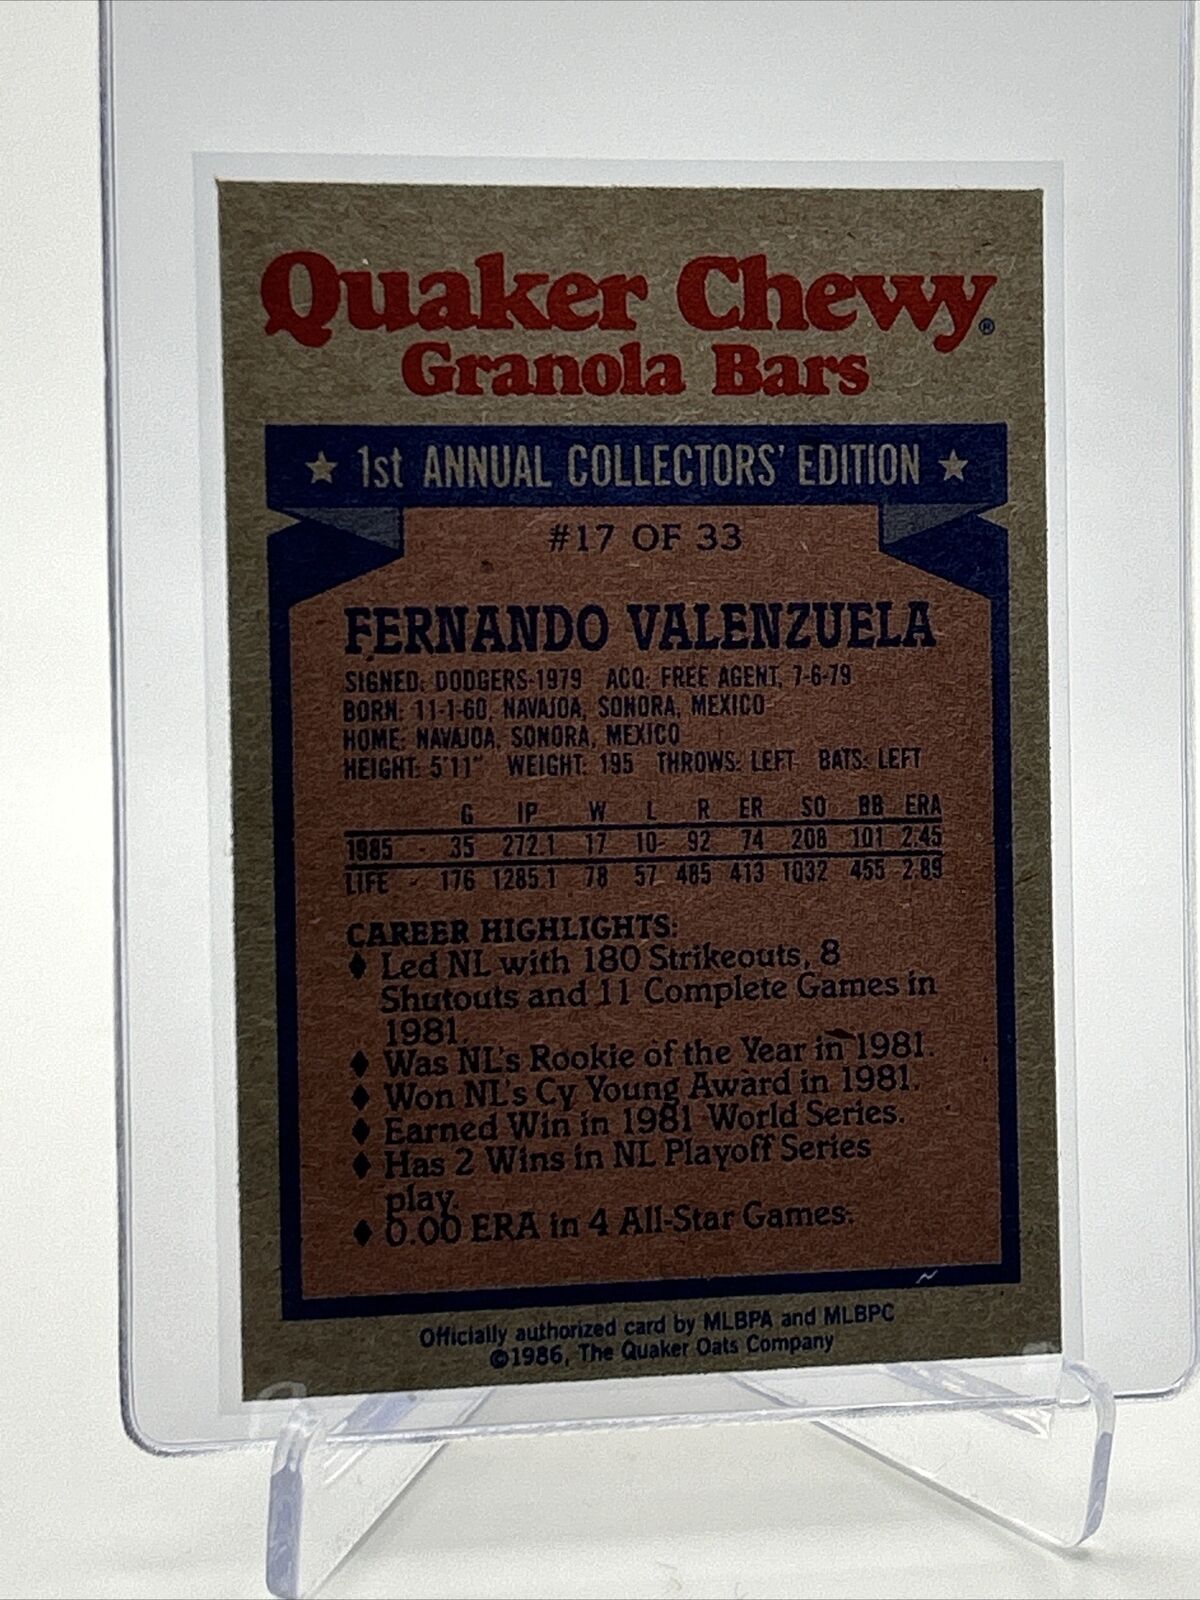 Quaker Chewy®
Granola Bars
★ 1st ANNUAL COLLECTORS' EDITION ★
#17 OF 33
FERNANDO VALENZUELA
SIGNED: DODGERS-1979 ACQ: FREE AGENT, 7-6-79
BORN: 11-1-60, NAVAJOA, SONORA, MEXICO
HOME: NAVAJOA, SONORA, MEXICO
HEIGHT: 5'11" WEIGHT: 195 THROWS: LEFT BATS: LEFT
G IP W L R ER SO BB ERA
1985 - 35 272.1 17 10 92 74 208 101 2.45
LIFE - 176 1285.1 78 57 485 413 1032 455 2.89
CAREER HIGHLIGHTS:
♦ Led NL with 180 Strikeouts, 8
Shutouts and 11 Complete Games in
1981.
♦ Was NL's Rookie of the Year in 1981.
♦ Won NL's Cy Young Award in 1981.
♦ Earned Win in 1981 World Series.
♦ Has 2 Wins in NL Playoff Series
play.
♦ 0.00 ERA in 4 All-Star Games.
Officially authorized card by MLBPA and MLBPC
©1986, The Quaker Oats Company